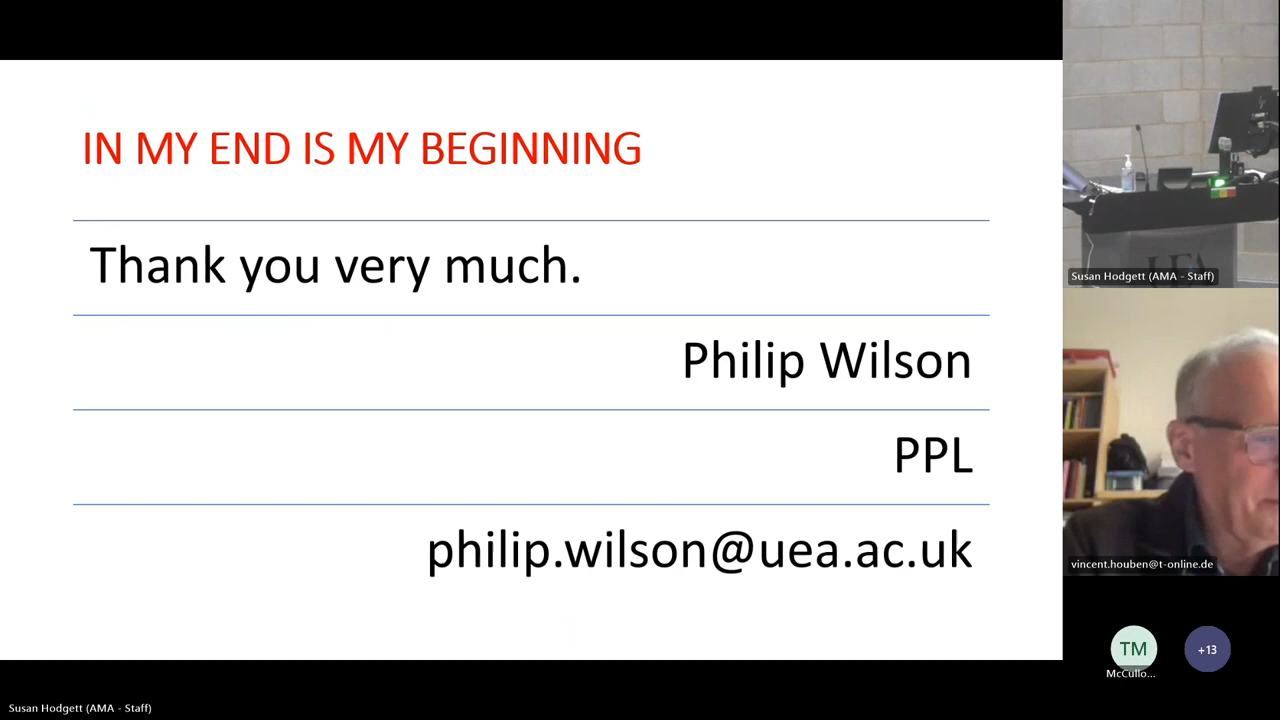 IN MY END IS MY BEGINNING
Thank you very much.
Philip Wilson
PPL
philip.wilson@uea.ac.uk
UEA
Susan Hodgett (AMA - Staff)
vincent.houben@t-online.de
TM
+13
McCullo...
Susan Hodgett (AMA - Staff)